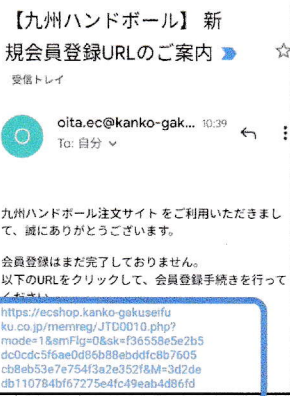 【九州ハンドボール】 新
規会員登録URLのご案内
受信トレイ
O
oita.ec@kanko-gak... 10:39
To: 自分
九州ハンドボール注文サイト をご利用いただきまし
て、誠にありがとうございます。
会員登録はまだ完了しておりません。
以下のURLをクリックして、会員登録手続きを行って
ください
https://ecshop.kanko-gakuseifu
ku.co.jp/memreg/JTD0010.php?
mode=1&smFlg=0&sk=f36558e5e2b5
dc0cdc5f6ae0d86b88ebddfc8b7605
cb8eb53e7e754f3a2e352f&M=3d2de
db110784bf67275e4fc49eab4d86fd